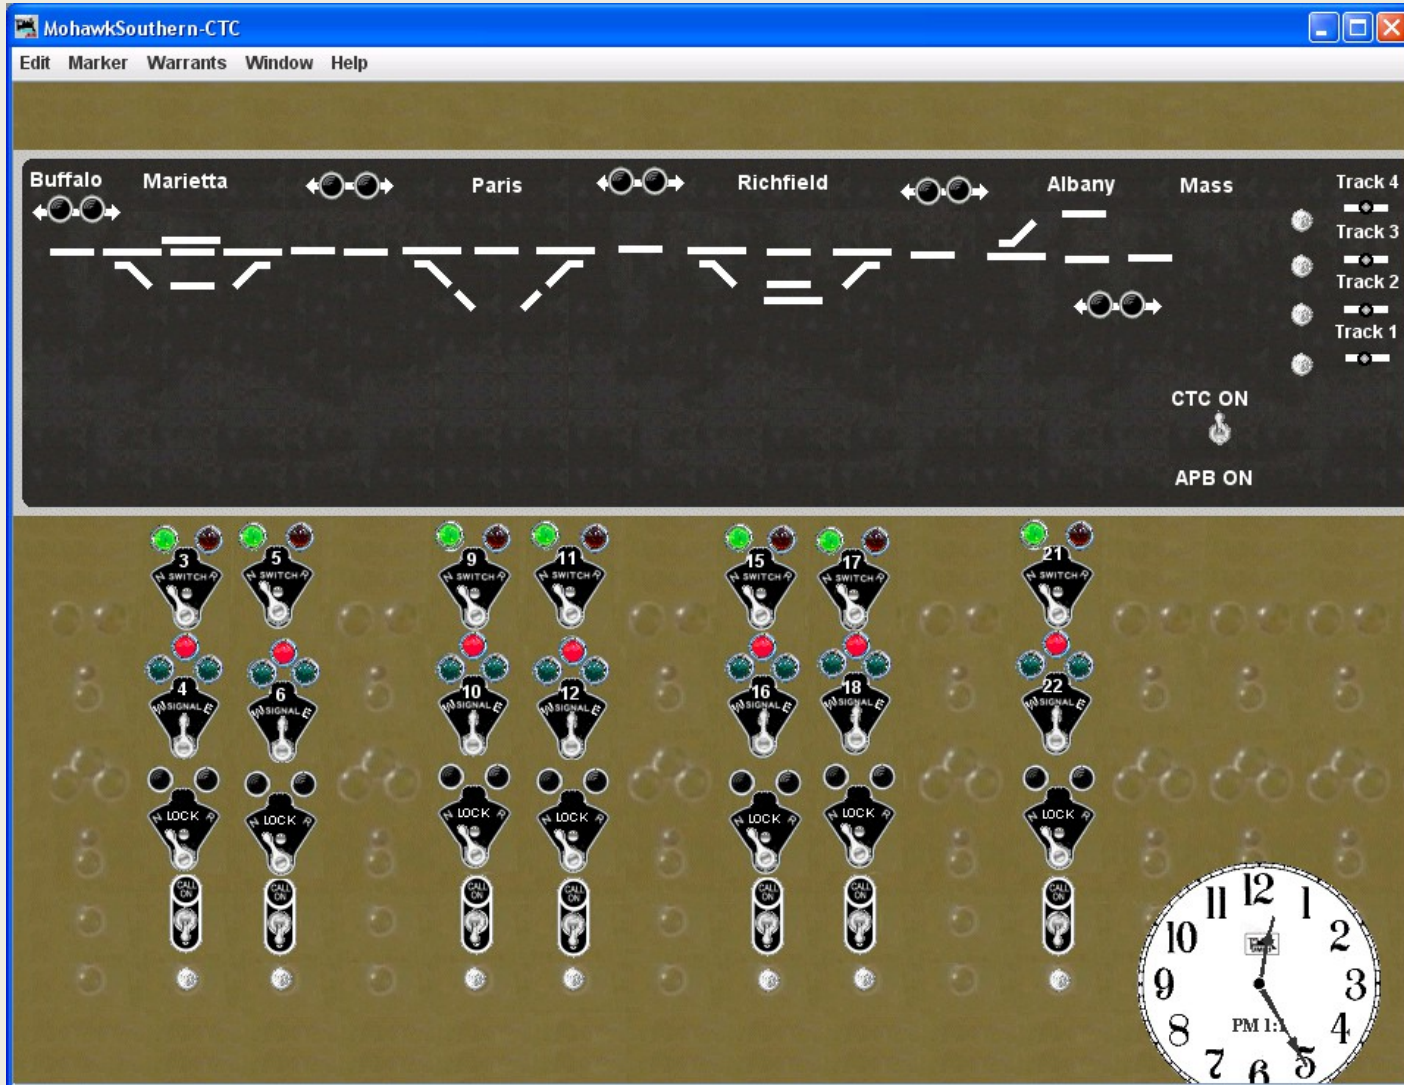 MohawkSouthern-CTC
Edit Marker Warrants Window Help
Buffalo Marietta Paris Richfield Albany Mass Track 4
Track 3
Track 2
Track 1
CTC ON
APB ON
3 5 9 11 15 17 21
N SWITCH R N SWITCH R N SWITCH R N SWITCH R N SWITCH R N SWITCH R N SWITCH R
4 6 10 12 16 18 22
W SIGNAL E W SIGNAL E W SIGNAL E W SIGNAL E W SIGNAL E W SIGNAL E W SIGNAL E
N LOCK R N LOCK R N LOCK R N LOCK R N LOCK R N LOCK R N LOCK R
CALL ON CALL ON CALL ON CALL ON CALL ON CALL ON CALL ON
12 1 2 3 4 5 6 7 8 9 10 11
PM 1:1